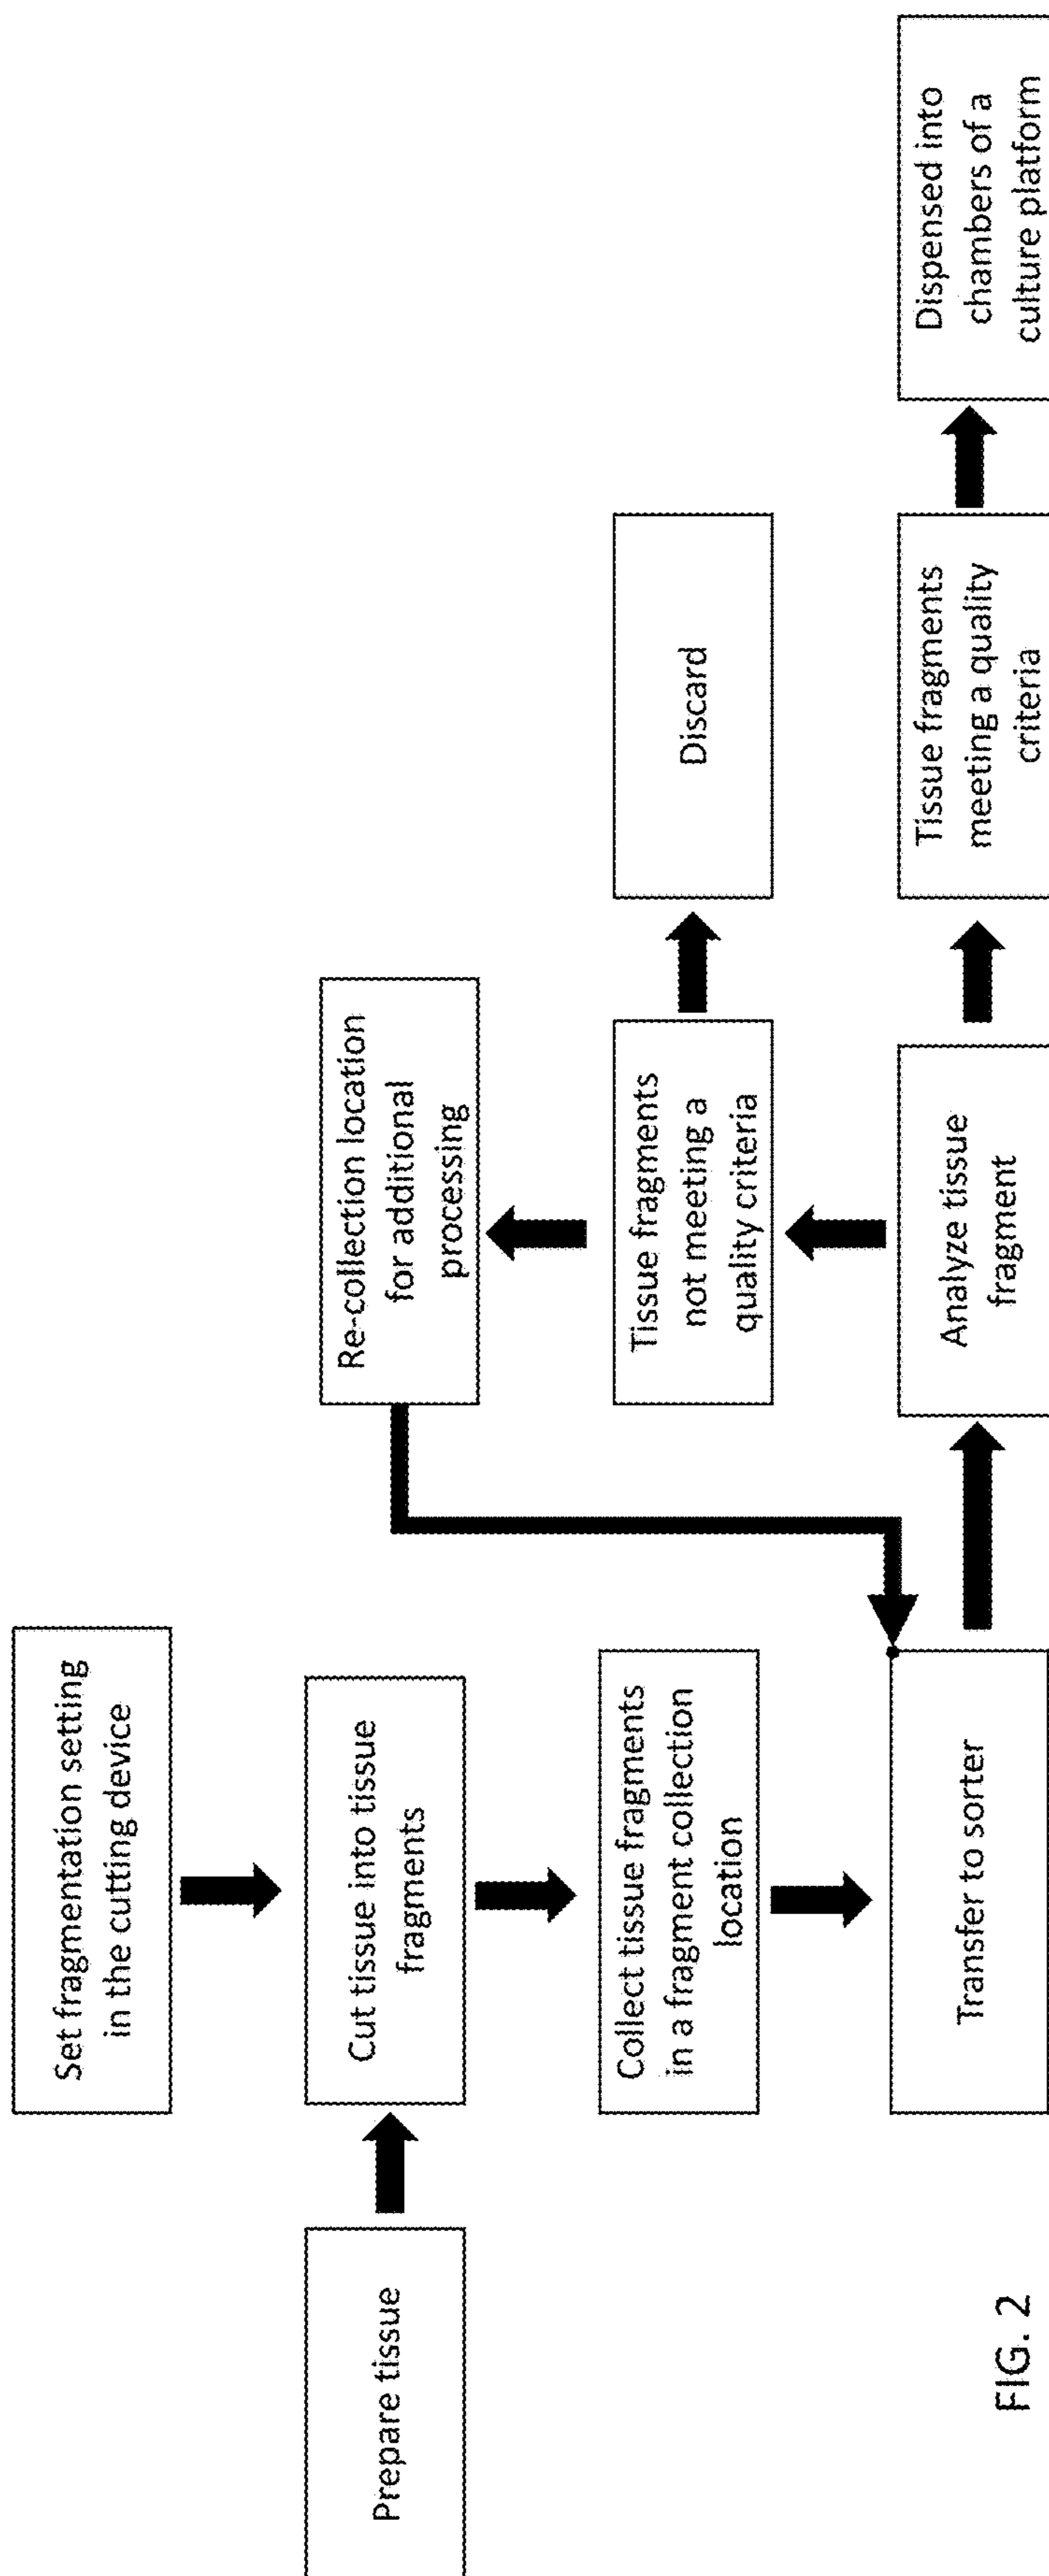 Set fragmentation setting
in the cutting device
Prepare tissue
Cut tissue into tissue
fragments
Re-collection location
for additional
processing
Collect tissue fragments
in a fragment collection
location
Tissue fragments
not meeting a
quality criteria
Discard
Transfer to sorter
Analyze tissue
fragment
Tissue fragments
meeting a quality
criteria
Dispensed into
chambers of a
culture platform
FIG. 2